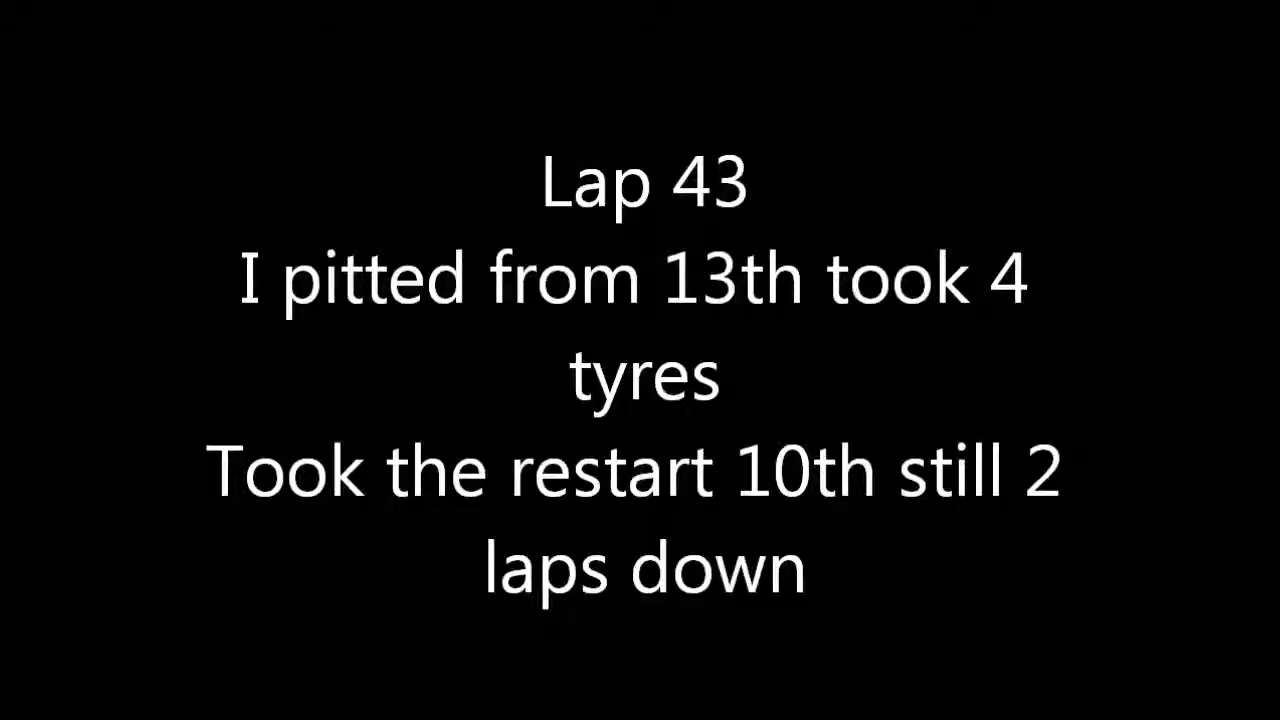 Lap 43
I pitted from 13th took 4
tyres
Took the restart 10th still 2
laps down